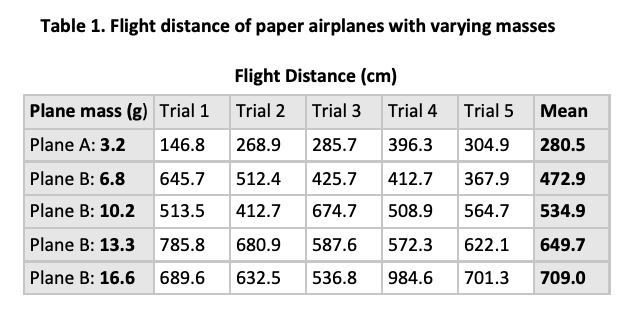 Table 1. Flight distance of paper airplanes with varying masses
Flight Distance (cm)
Plane mass (g) Trial 1 Trial 2 Trial 3 Trial 4 Trial 5 Mean
Plane A: 3.2 146.8 268.9 285.7 396.3 304.9 280.5
Plane B: 6.8 645.7 512.4 425.7 412.7 367.9 472.9
Plane B: 10.2 513.5 412.7 674.7 508.9 564.7 534.9
Plane B: 13.3 785.8 680.9 587.6 572.3 622.1 649.7
Plane B: 16.6 689.6 632.5 536.8 984.6 701.3 709.0